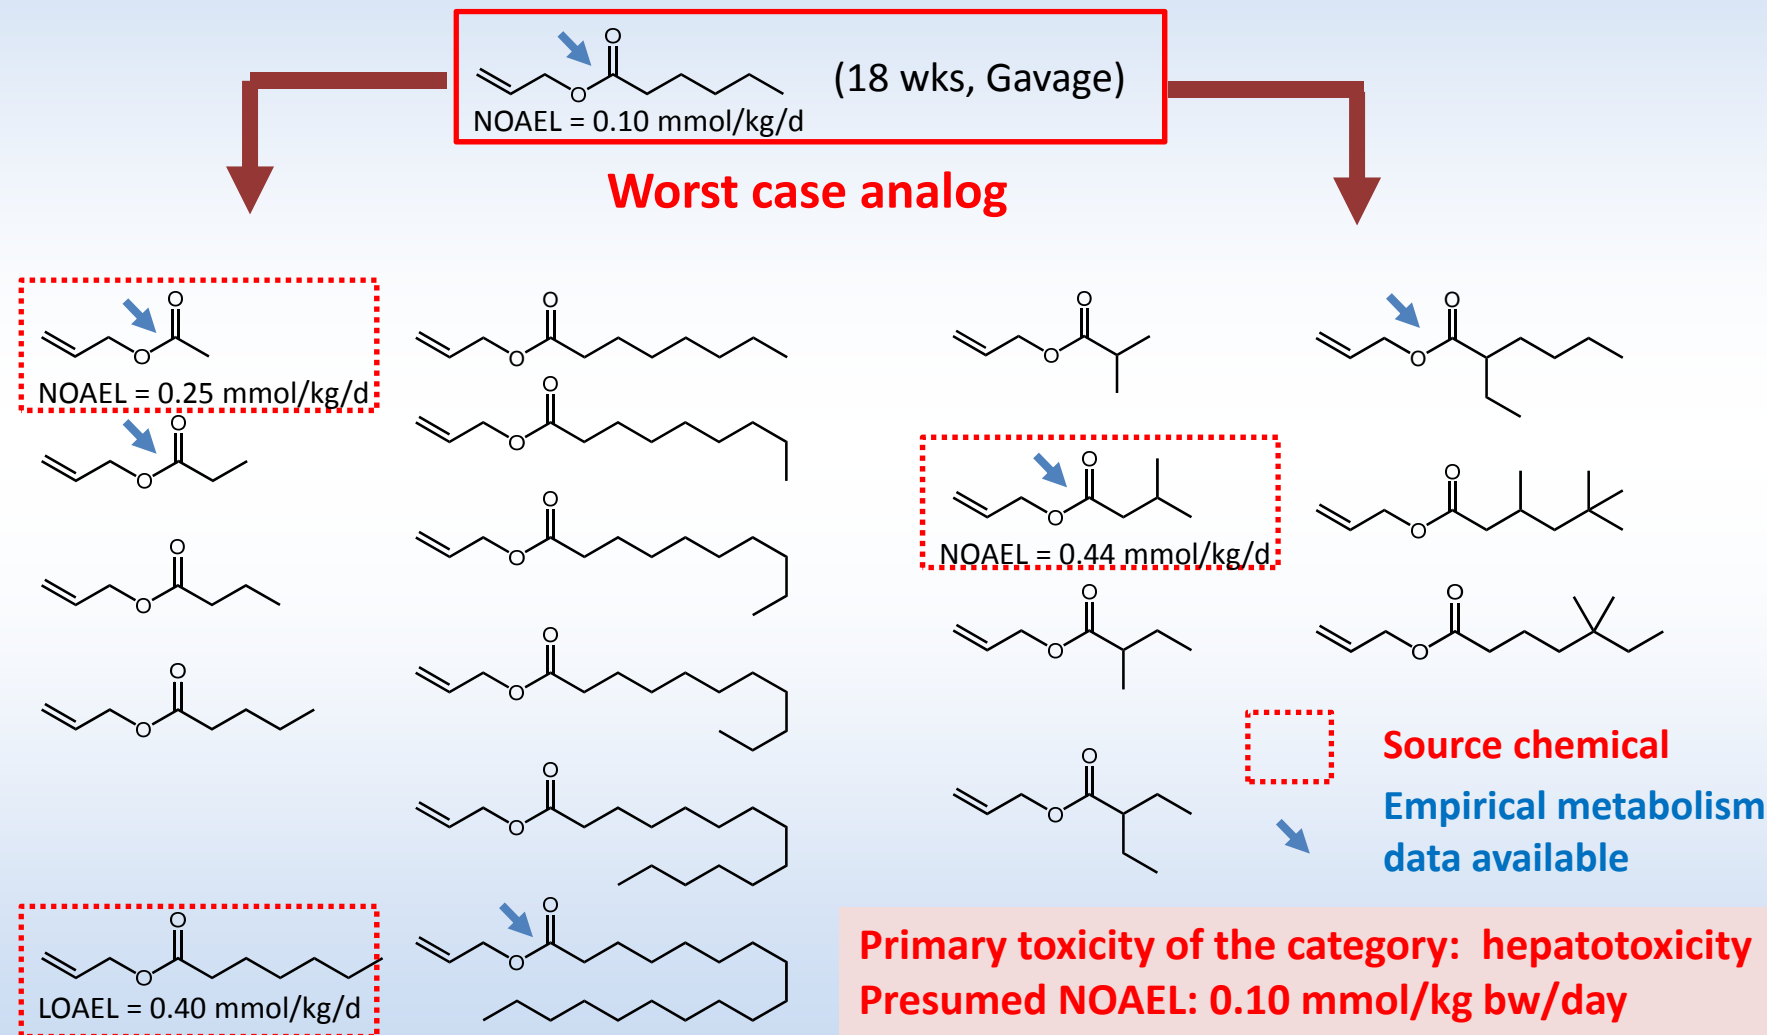 (18 wks, Gavage)
NOAEL = 0.10 mmol/kg/d
Worst case analog
NOAEL = 0.25 mmol/kg/d
NOAEL = 0.44 mmol/kg/d
LOAEL = 0.40 mmol/kg/d
Source chemical
Empirical metabolism
data available
Primary toxicity of the category: hepatotoxicity
Presumed NOAEL: 0.10 mmol/kg bw/day